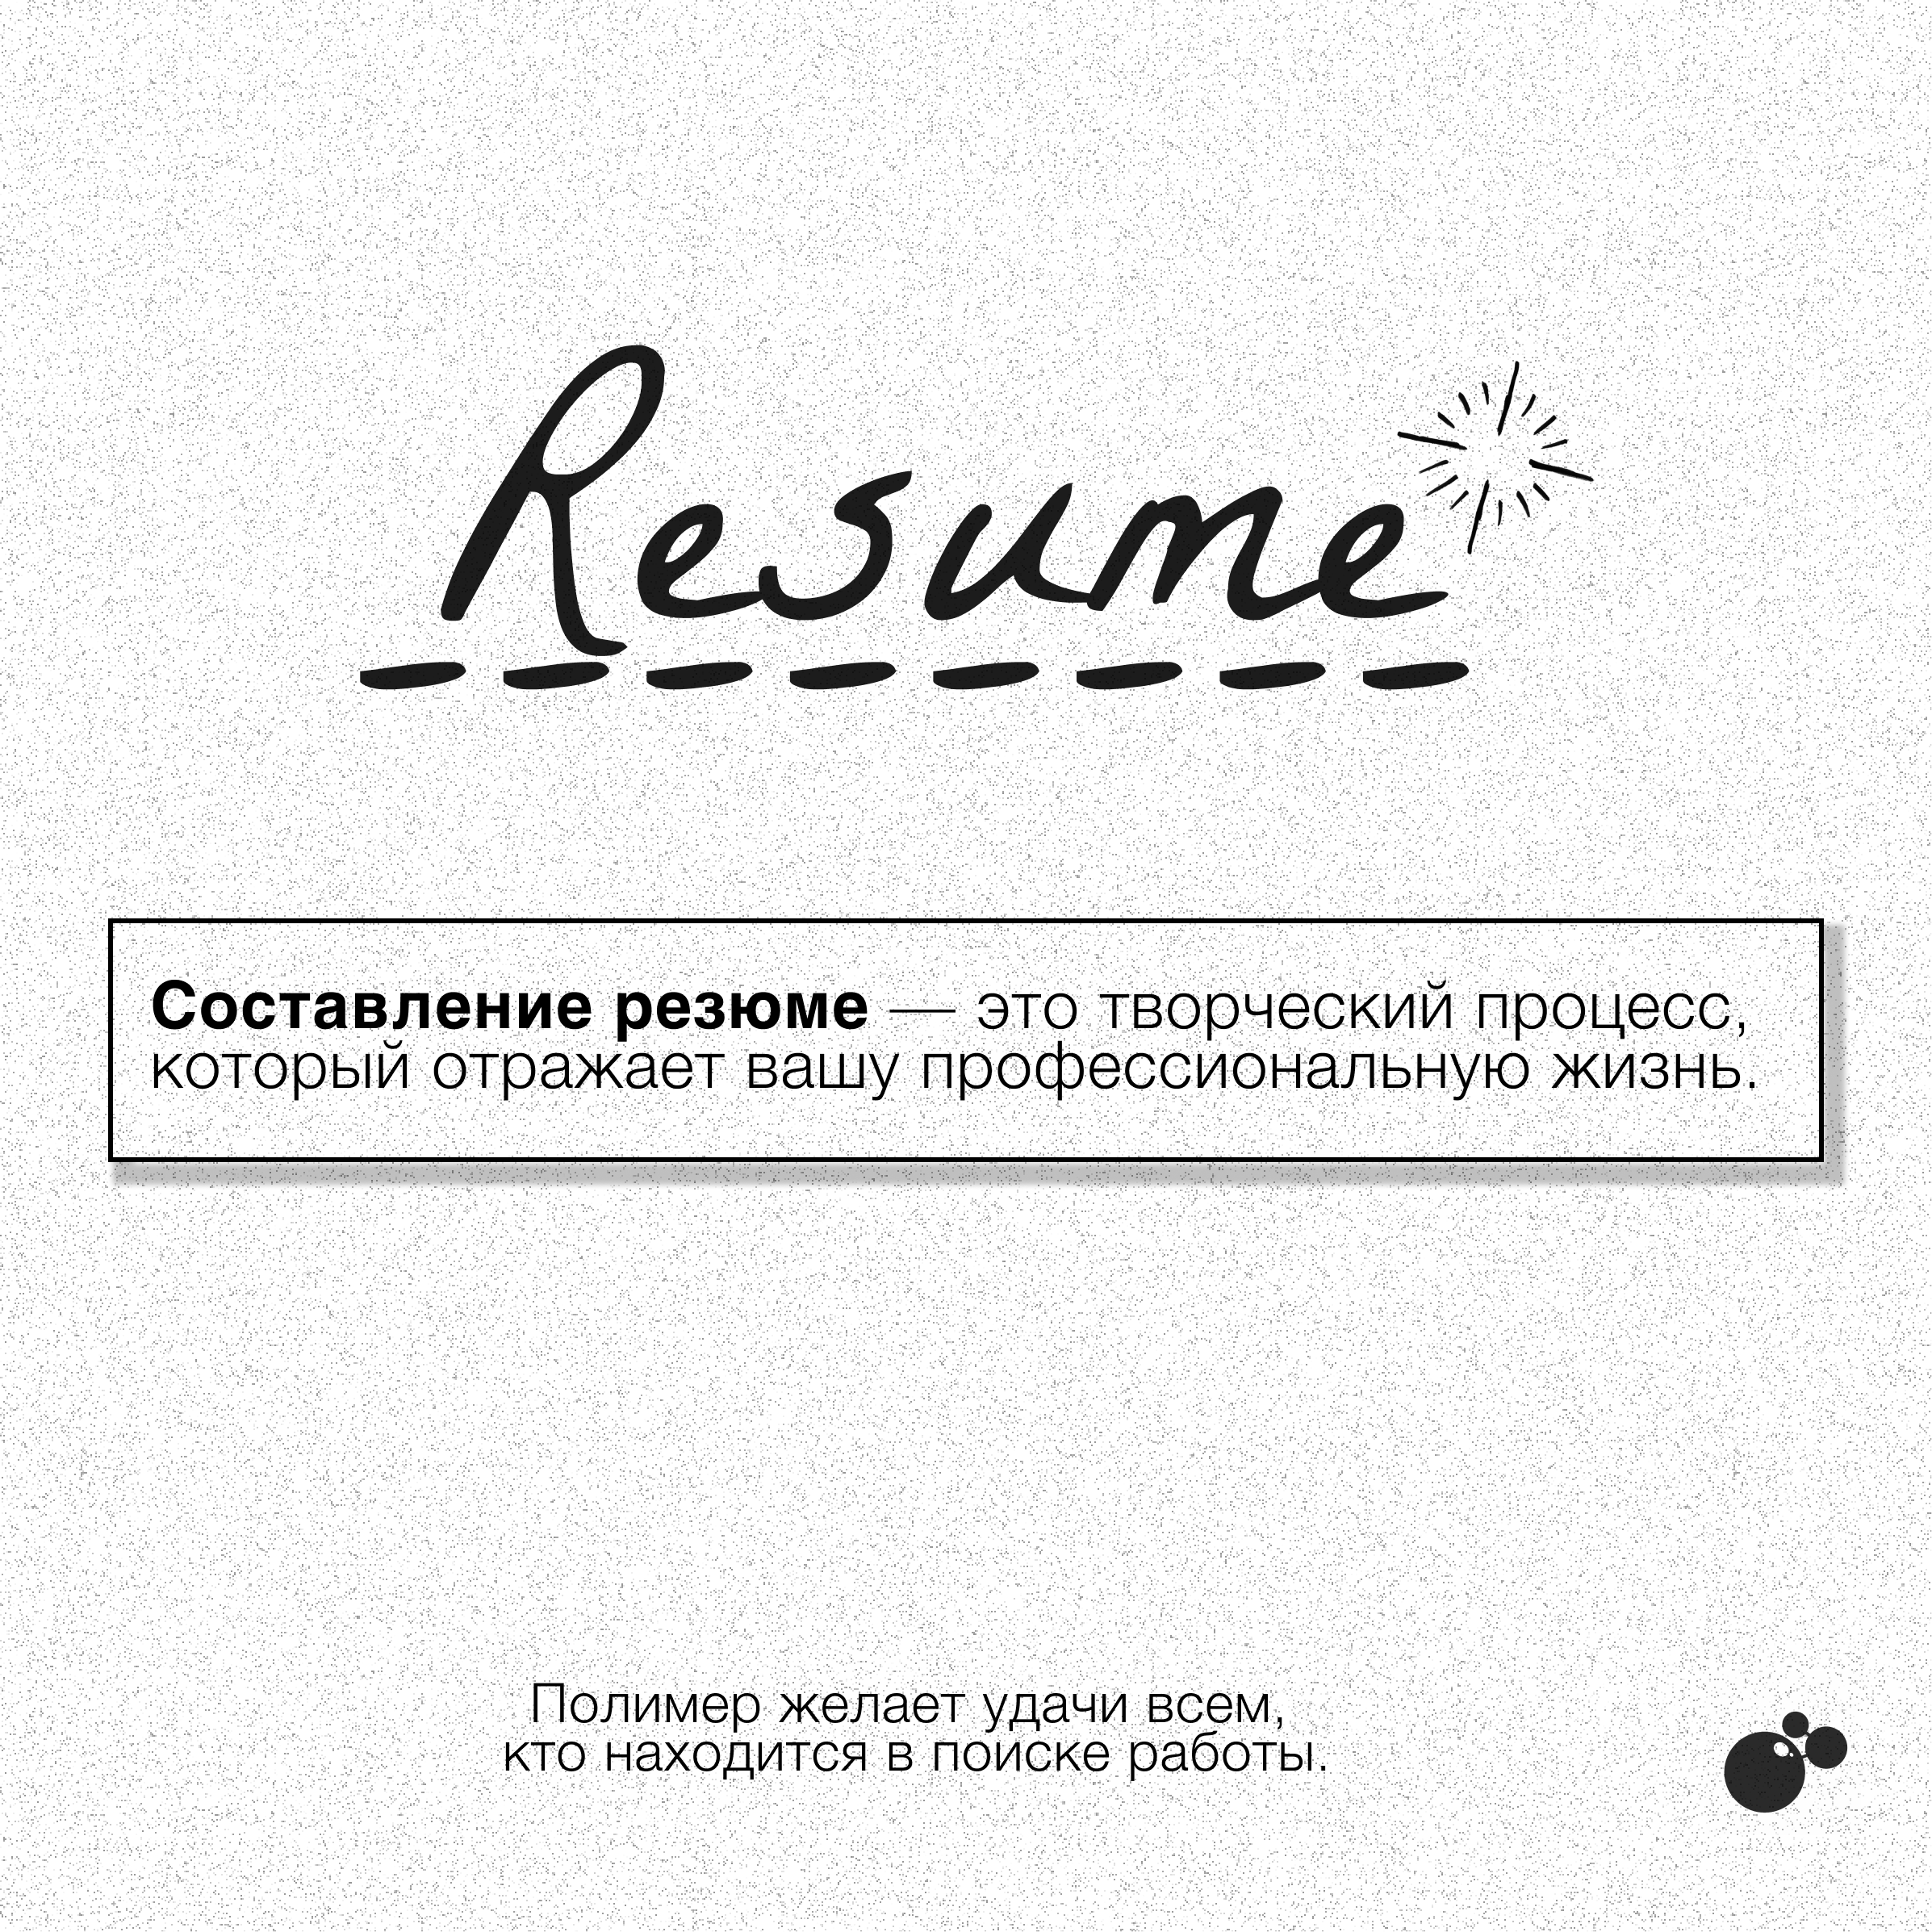 Resume
Составление резюме — это творческий процесс,
который отражает вашу профессиональную жизнь.
Полимер желает удачи всем,
кто находится в поиске работы.